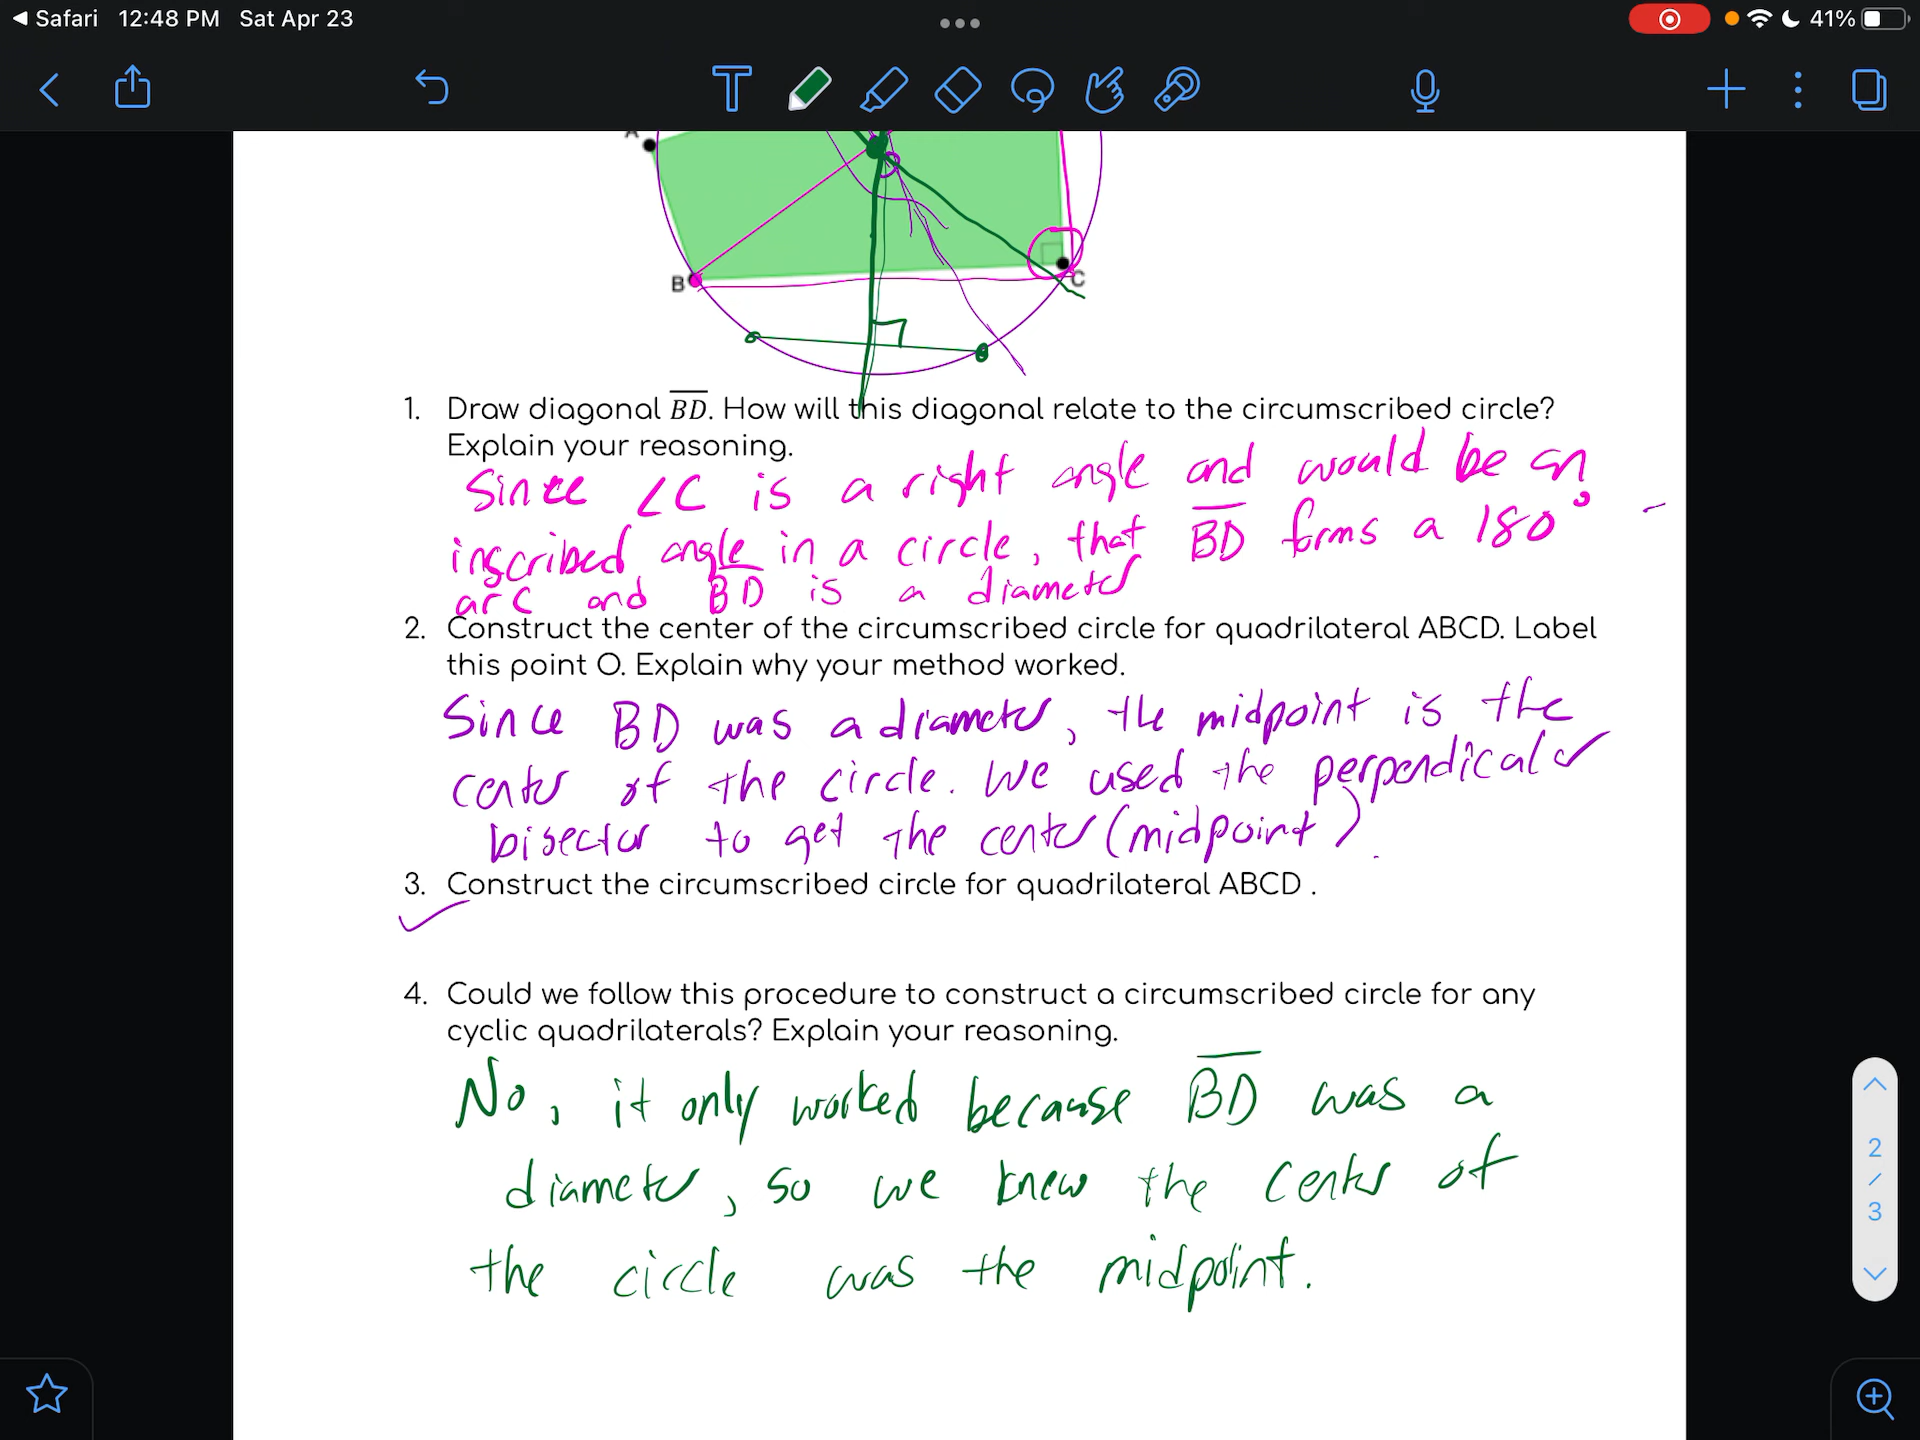 Safari 12:48 PM Sat Apr 23
41%
A
B
C
1. Draw diagonal BD. How will this diagonal relate to the circumscribed circle?
Explain your reasoning.
Since ∠C is a right angle and would be an
inscribed angle in a circle, that BD forms a 180°
arc and BD is a diameter
2. Construct the center of the circumscribed circle for quadrilateral ABCD. Label
this point O. Explain why your method worked.
Since BD was a diameter, the midpoint is the
center of the circle. We used the perpendicular
bisector to get the center (midpoint).
3. Construct the circumscribed circle for quadrilateral ABCD .
4. Could we follow this procedure to construct a circumscribed circle for any
cyclic quadrilaterals? Explain your reasoning.
No, it only worked because BD was a
diameter, so we knew the center of
the circle was the midpoint.
2
/
3